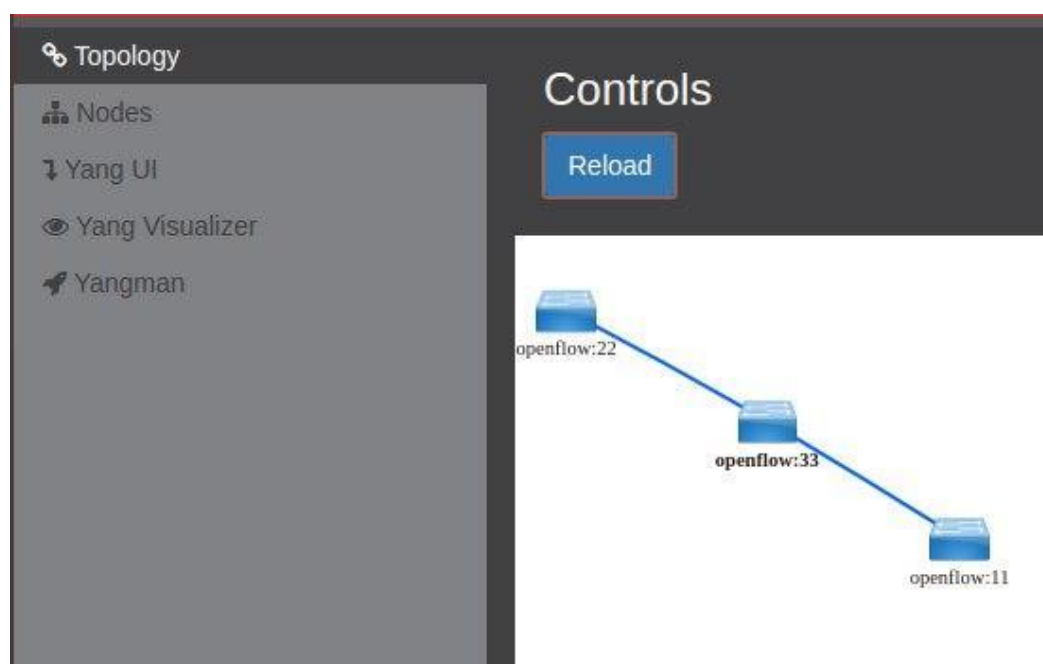 Topology
Nodes
Yang UI
Yang Visualizer
Yangman
Controls
Reload
openflow:22
openflow:33
openflow:11